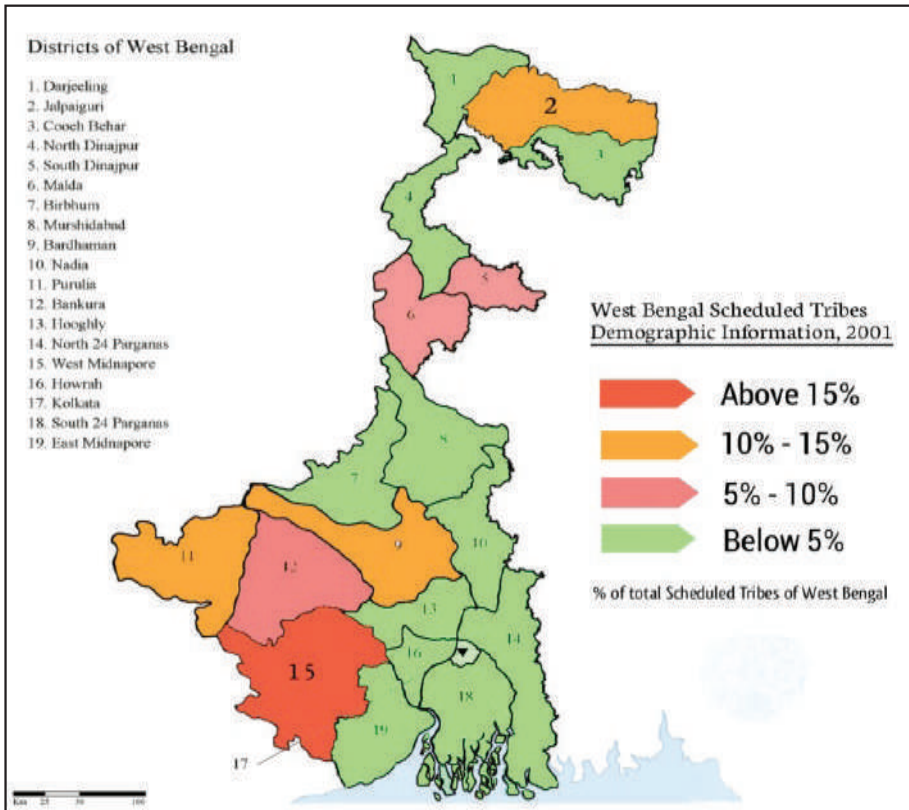 Districts of West Bengal
1. Darjeeling
2. Jalpaiguri
3. Cooch Behar
4. North Dinajpur
5. South Dinajpur
6. Malda
7. Birbhum
8. Murshidabad
9. Bardhaman
10. Nadia
11. Purulia
12. Bankura
13. Hooghly
14. North 24 Parganas
15. West Midnapore
16. Howrah
17. Kolkata
18. South 24 Parganas
19. East Midnapore
1
2
3
4
5
6
West Bengal Scheduled Tribes
Demographic Information, 2001
Above 15%
10% - 15%
5% - 10%
Below 5%
% of total Scheduled Tribes of West Bengal
8
7
9
10
11
12
13
14
16
15
18
19
17
Km 25 50 100